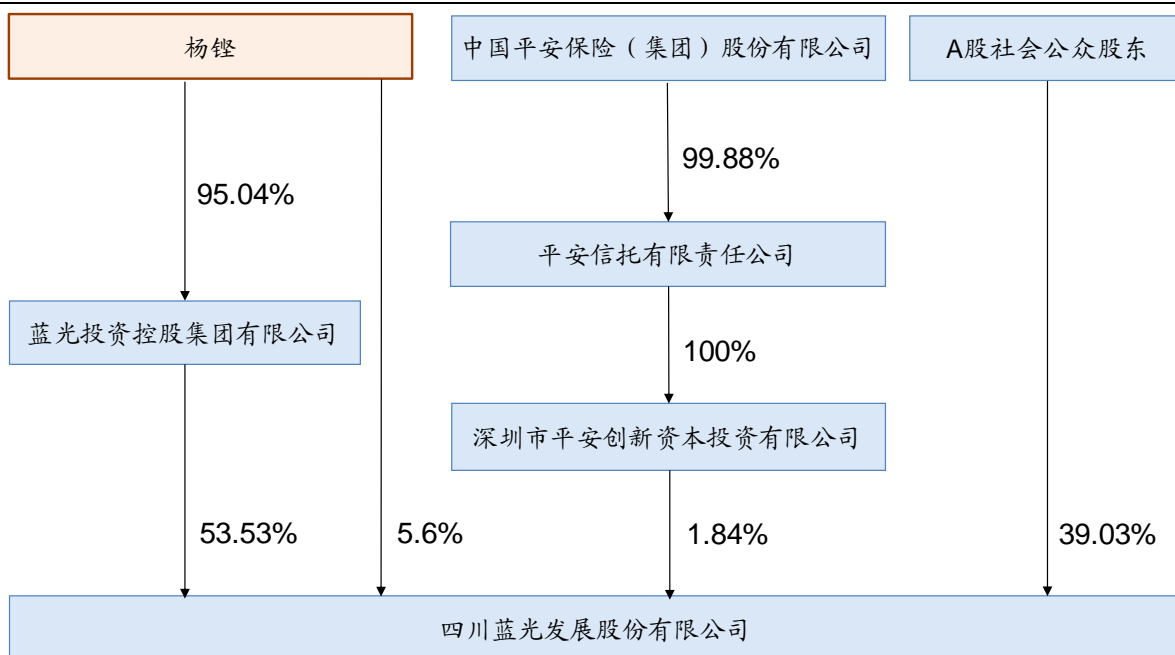 杨铿
中国平安保险（集团）股份有限公司
A股社会公众股东
99.88%
95.04%
平安信托有限责任公司
蓝光投资控股集团有限公司
100%
深圳市平安创新资本投资有限公司
53.53%
5.6%
1.84%
39.03%
四川蓝光发展股份有限公司